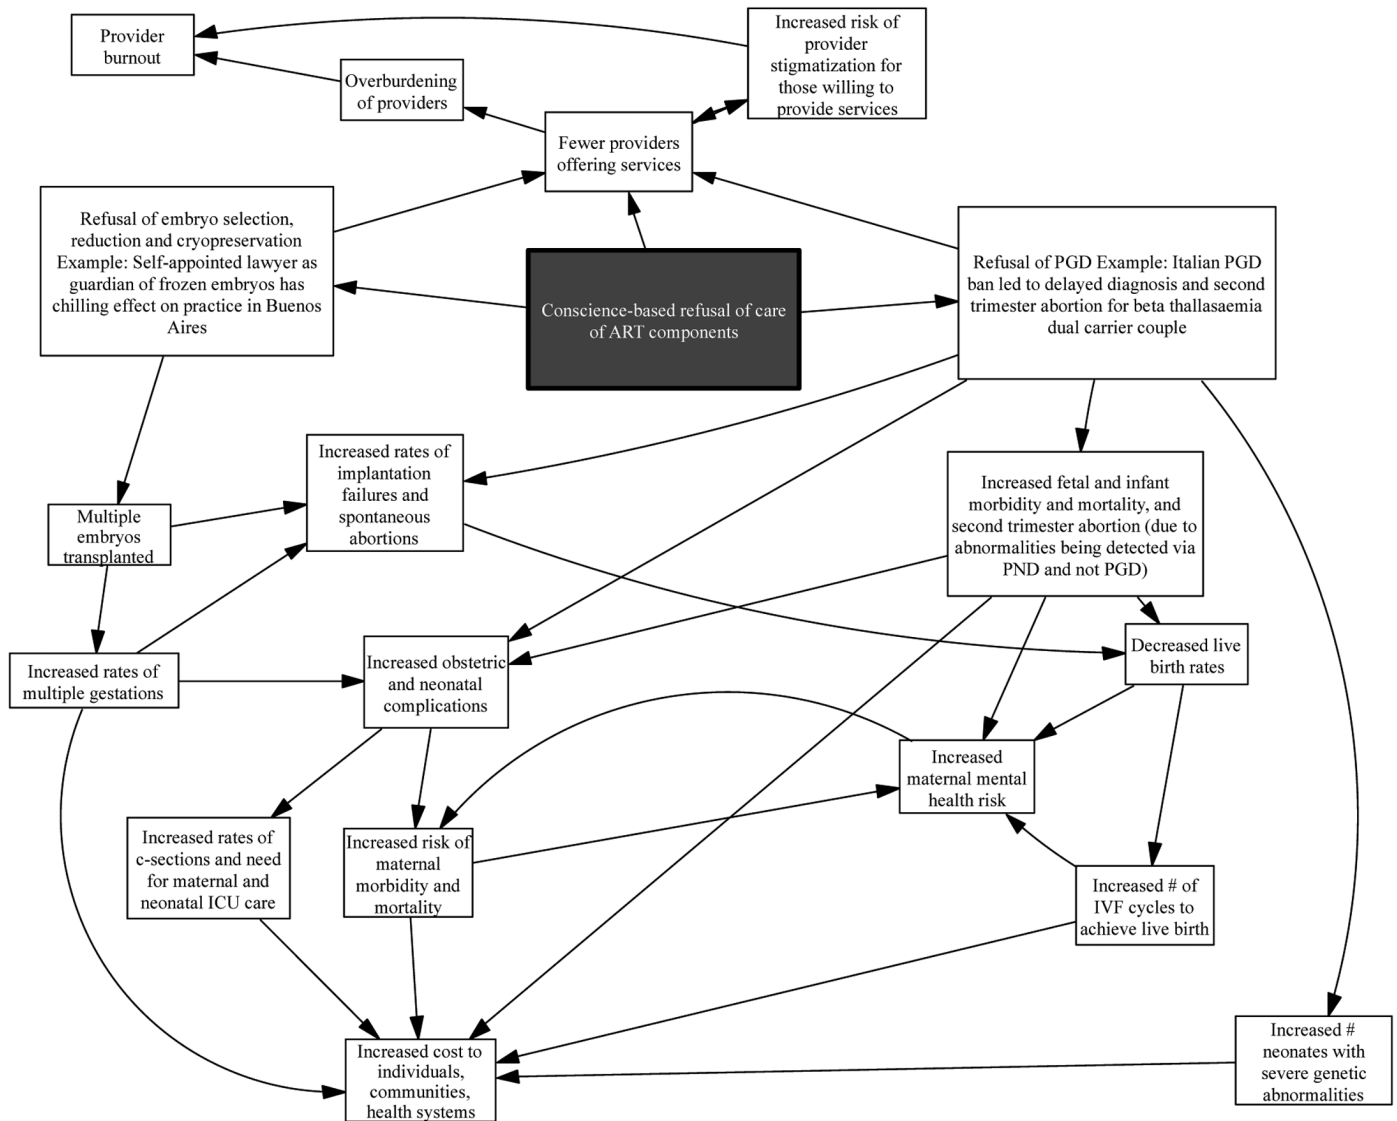 Provider
burnout
Increased risk of
provider
stigmatization for
those willing to
provide services
Overburdening
of providers
Fewer providers
offering services
Refusal of embryo selection,
reduction and cryopreservation
Example: Self-appointed lawyer as
guardian of frozen embryos has
chilling effect on practice in Buenos
Aires
Conscience-based refusal of care
of ART components
Refusal of PGD Example: Italian PGD
ban led to delayed diagnosis and second
trimester abortion for beta thallasaemia
dual carrier couple
Increased rates of
implantation
failures and
spontaneous
abortions
Increased fetal and infant
morbidity and mortality, and
second trimester abortion (due to
abnormalities being detected via
PND and not PGD)
Multiple
embryos
transplanted
Increased rates of
multiple gestations
Increased obstetric
and neonatal
complications
Decreased live
birth rates
Increased
maternal mental
health risk
Increased rates of
c-sections and need
for maternal and
neonatal ICU care
Increased risk of
maternal
morbidity and
mortality
Increased # of
IVF cycles to
achieve live birth
Increased cost to
individuals,
communities,
health systems
Increased #
neonates with
severe genetic
abnormalities